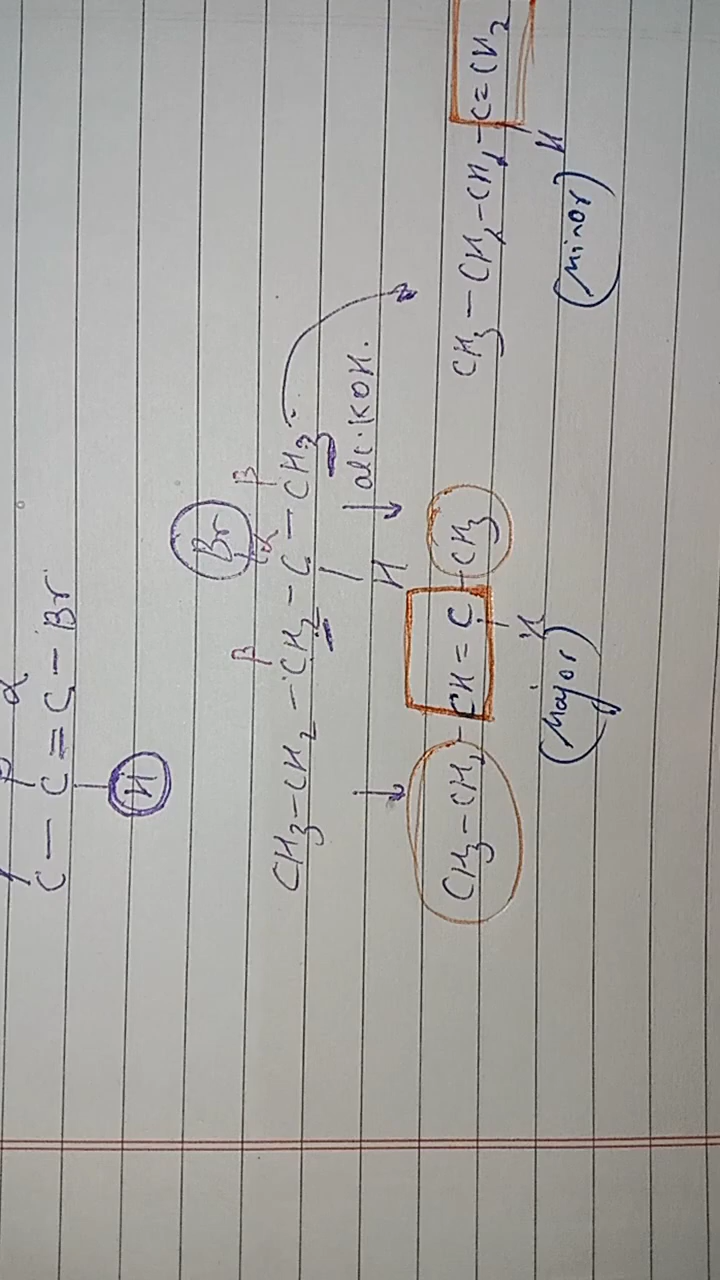 β α
C — C = C — Br
H
Br
β α β
CH3 — CH2 — CH2 — C — CH3
H
alc. KOH.
CH3 — CH2 — CH = C — CH3
H
(Major)
CH3 — CH2 — CH2 — C = CH2
H
(Minor)